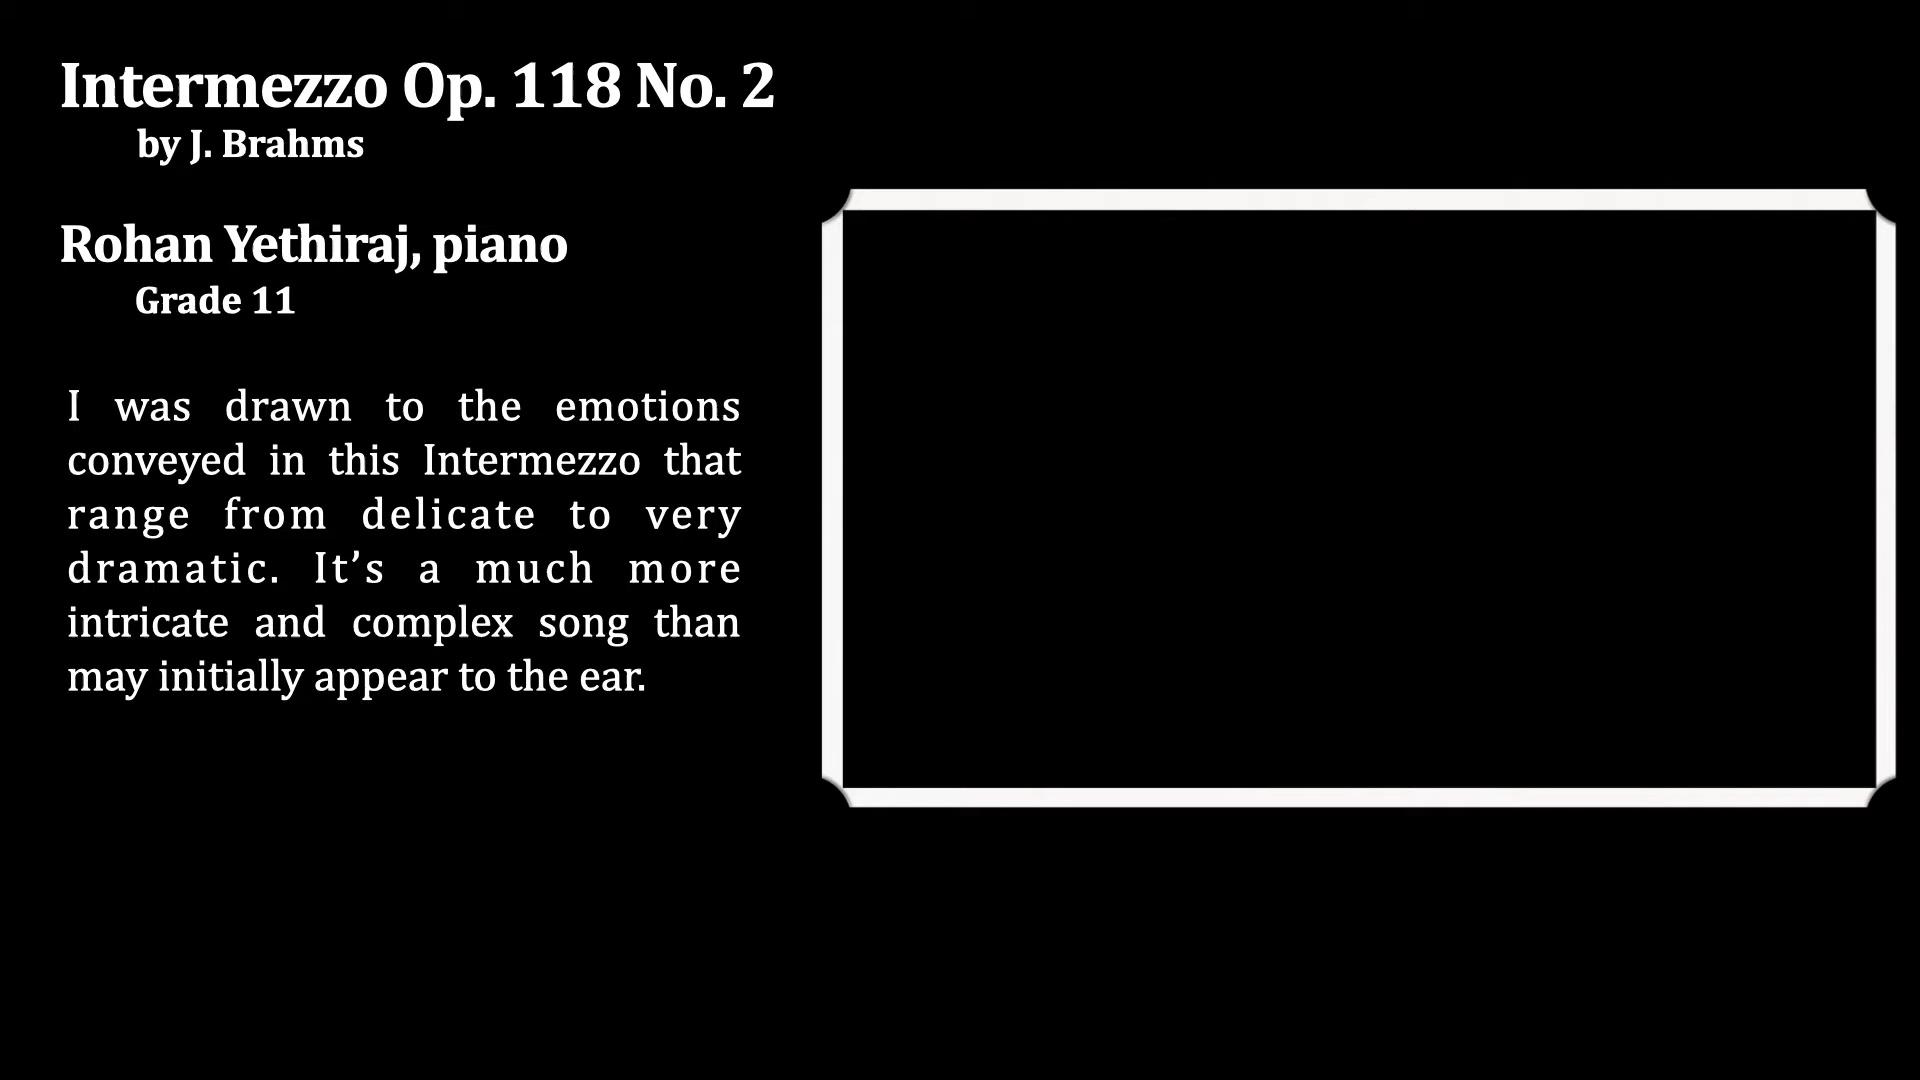 Intermezzo Op. 118 No. 2
by J. Brahms
Rohan Yethiraj, piano
Grade 11
I was drawn to the emotions
conveyed in this Intermezzo that
range from delicate to very
dramatic. It’s a much more
intricate and complex song than
may initially appear to the ear.